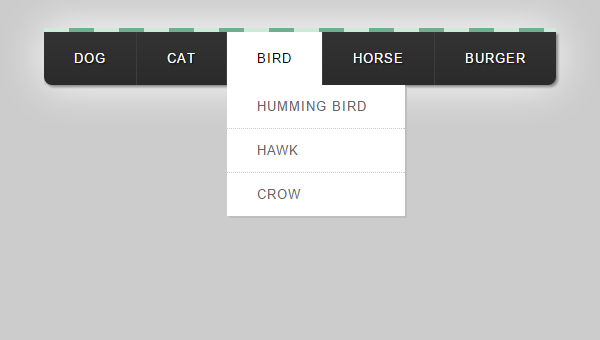 DOG CAT BIRD HORSE BURGER
HUMMING BIRD
HAWK
CROW